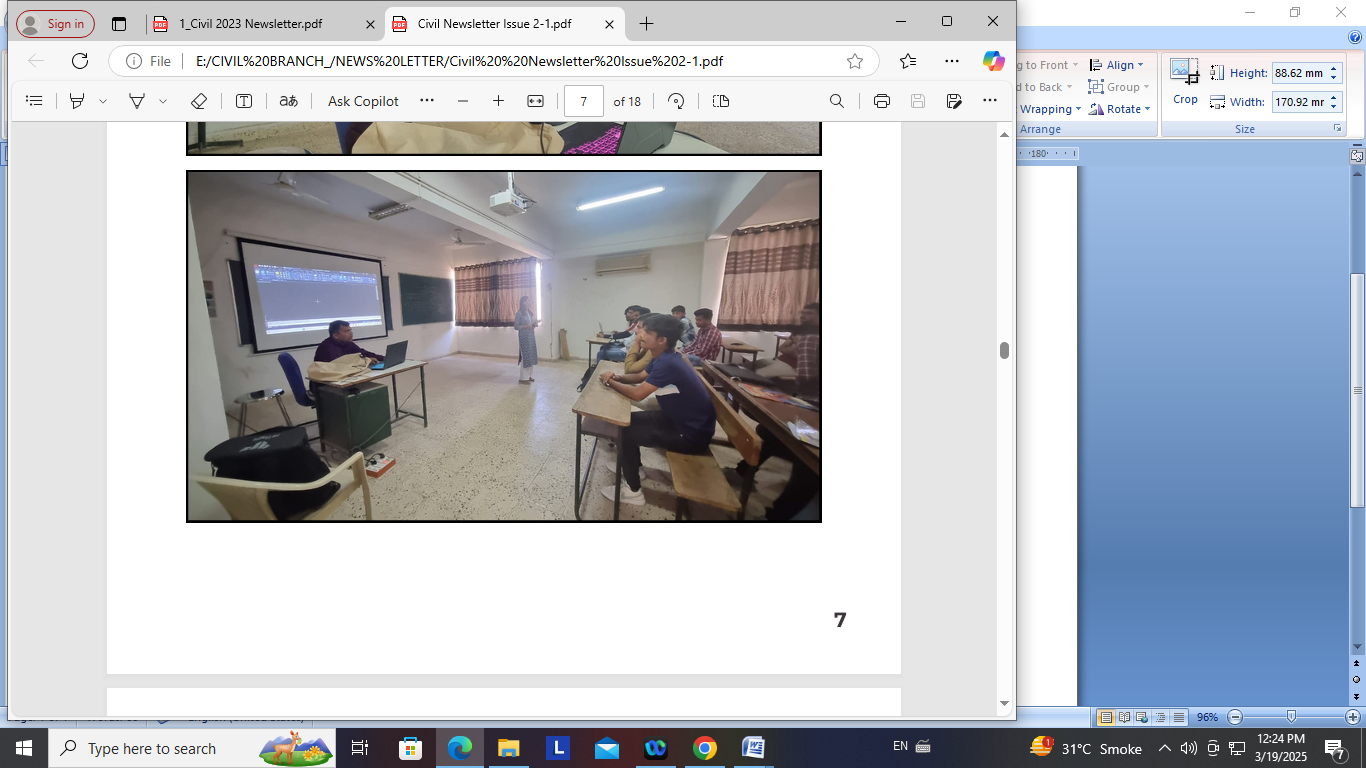 Sign in
1_Civil 2023 Newsletter.pdf
Civil Newsletter Issue 2-1.pdf
File
E:/CIVIL%20BRANCH_/NEWS%20LETTER/Civil%20%20Newsletter%20Issue%202-1.pdf
Ask Copilot
7
of 18
g to Front
d to Back
Wrapping
Align
Group
Rotate
Arrange
Crop
Height:
88.62 mm
Width:
170.92 mr
Size
180
7
96%
Type here to search
EN
31°C Smoke
12:24 PM
3/19/2025
7